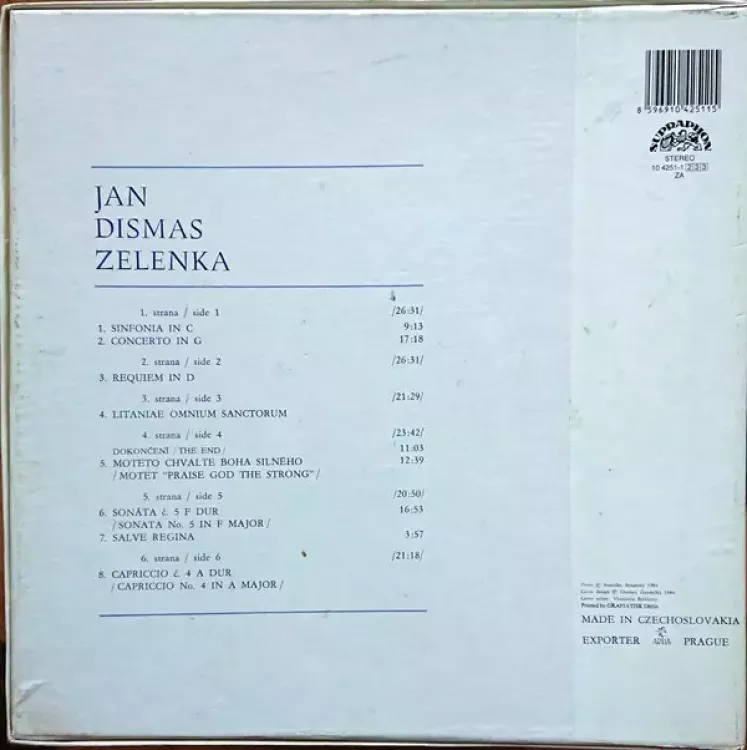 8 596910 425115
SUPRAPHON
STEREO
10 4251-1 233
ZA
JAN
DISMAS
ZELENKA
1. strana / side 1 /26:31/
1. SINFONIA IN C 9:13
2. CONCERTO IN G 17:18
2. strana / side 2 /26:31/
3. REQUIEM IN D
3. strana / side 3 /21:29/
4. LITANIAE OMNIUM SANCTORUM
4. strana / side 4 /23:42/
DOKONČENÍ /THE END/ 11:03
5. MOTETO CHVALTE BOHA SILNÉHO 12:39
/MOTET "PRAISE GOD THE STRONG"/
5. strana / side 5 /20:50/
6. SONÁTA č. 5 F DUR 16:53
/SONATA No. 5 IN F MAJOR/
7. SALVE REGINA 3:57
6. strana / side 6 /21:18/
8. CAPRICCIO č. 4 A DUR
/CAPRICCIO No. 4 IN A MAJOR/
MADE IN CZECHOSLOVAKIA
EXPORTER ARTIA PRAGUE